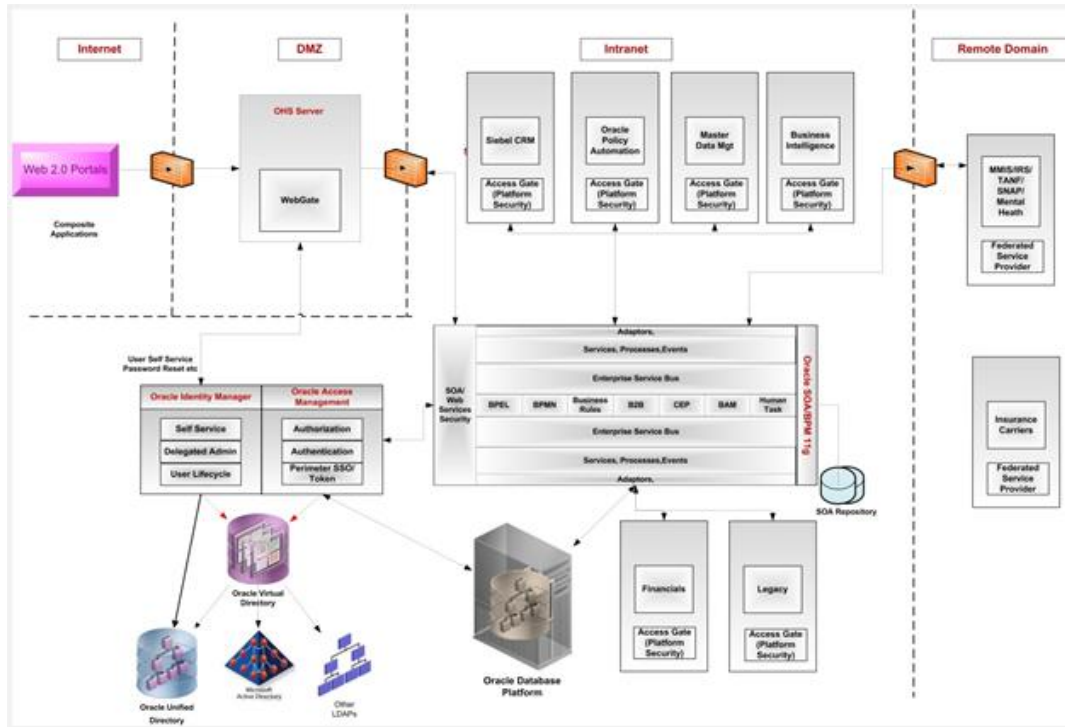 Internet
DMZ
Intranet
Remote Domain
OHS Server
WebGate
Web 2.0 Portals
Composite
Applications
Siebel CRM
Access Gate
(Platform
Security)
Oracle
Policy
Automation
Access Gate
(Platform
Security)
Master
Data Mgt
Access Gate
(Platform
Security)
Business
Intelligence
Access Gate
(Platform
Security)
MMIS/IRS/
TANF/
SNAP/
Mental
Heath
Federated
Service
Provider
User Self Service
Password Reset etc
Oracle Identity Manager
Self Service
Delegated Admin
User Lifecycle
Oracle Access
Management
Authorization
Authentication
Perimeter SSO/
Token
SOA/
Web
Services
Security
Adaptors,
Services, Processes,Events
Enterprise Service Bus
BPEL
BPMN
Business
Rules
B2B
CEP
BAM
Human
Task
Enterprise Service Bus
Services, Processes,Events
Adaptors,
Oracle SOA/BPM 11g
SOA Repository
Insurance
Carriers
Federated
Service
Provider
Oracle Virtual
Directory
Oracle Unified
Directory
Microsoft
Active Directory
Other
LDAPs
Oracle Database
Platform
Financials
Access Gate
(Platform
Security)
Legacy
Access Gate
(Platform
Security)